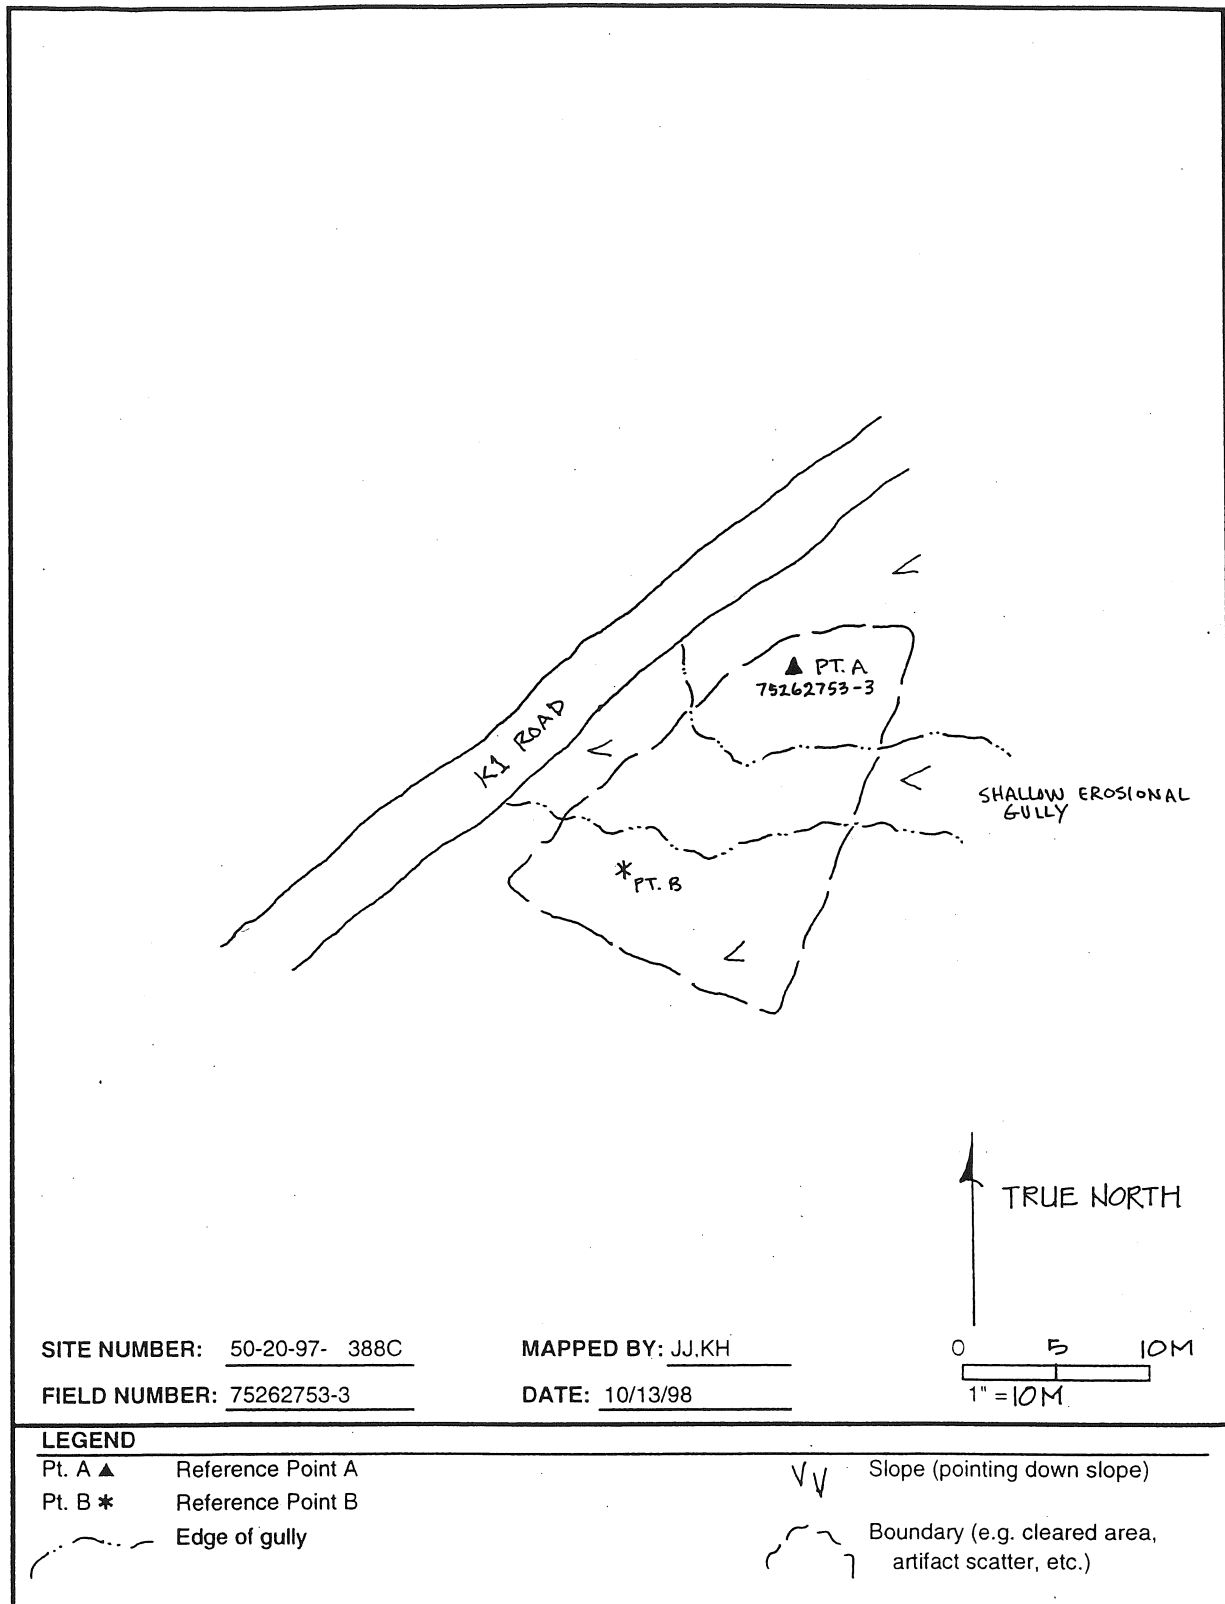 PT. A
75262753-3
K1 ROAD
SHALLOW EROSIONAL
GULLY
PT. B
TRUE NORTH
SITE NUMBER: 50-20-97- 388C
MAPPED BY: JJ,KH
0 5 10M
FIELD NUMBER: 75262753-3
DATE: 10/13/98
1" = 10M
LEGEND
Pt. A ▲ Reference Point A
Slope (pointing down slope)
Pt. B * Reference Point B
Edge of gully
Boundary (e.g. cleared area,
artifact scatter, etc.)